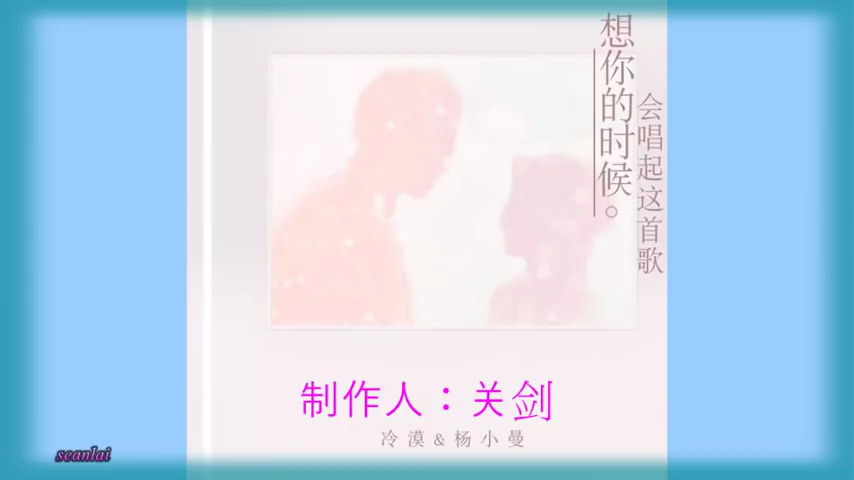 想你的时候。
会唱起这首歌
制作人：关剑
冷漠&杨小曼
seanlai